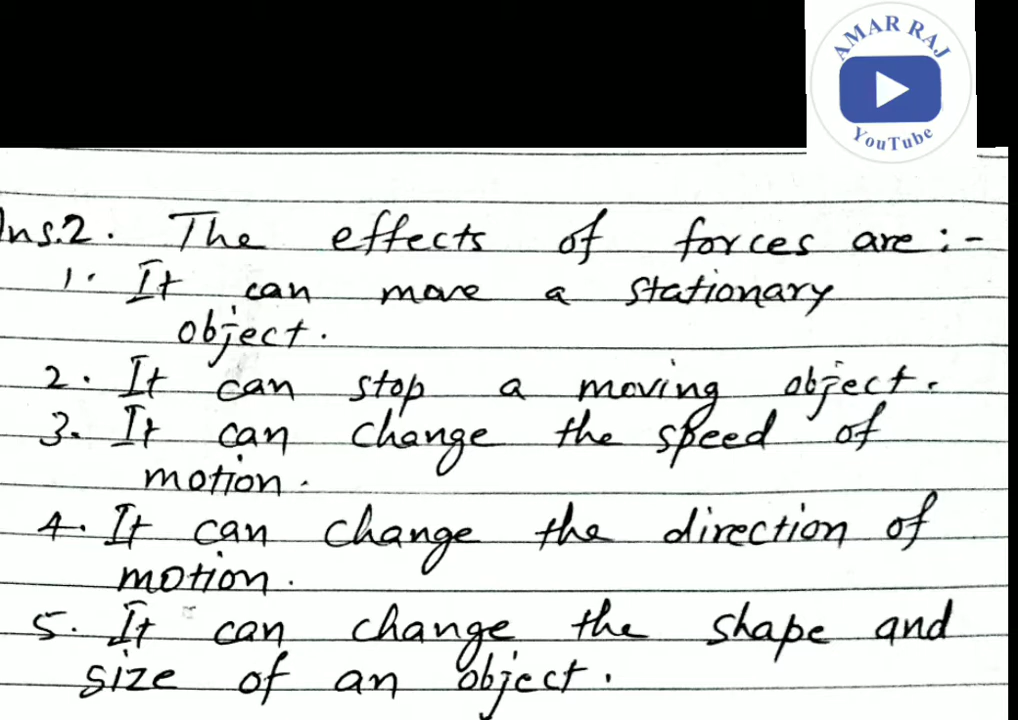 AMAR RAJ
YouTube
Ans.2. The effects of forces are :-
1. It can move a stationary
object.
2. It can stop a moving object.
3. It can change the speed of
motion.
4. It can change the direction of
motion.
5. It can change the shape and
size of an object.